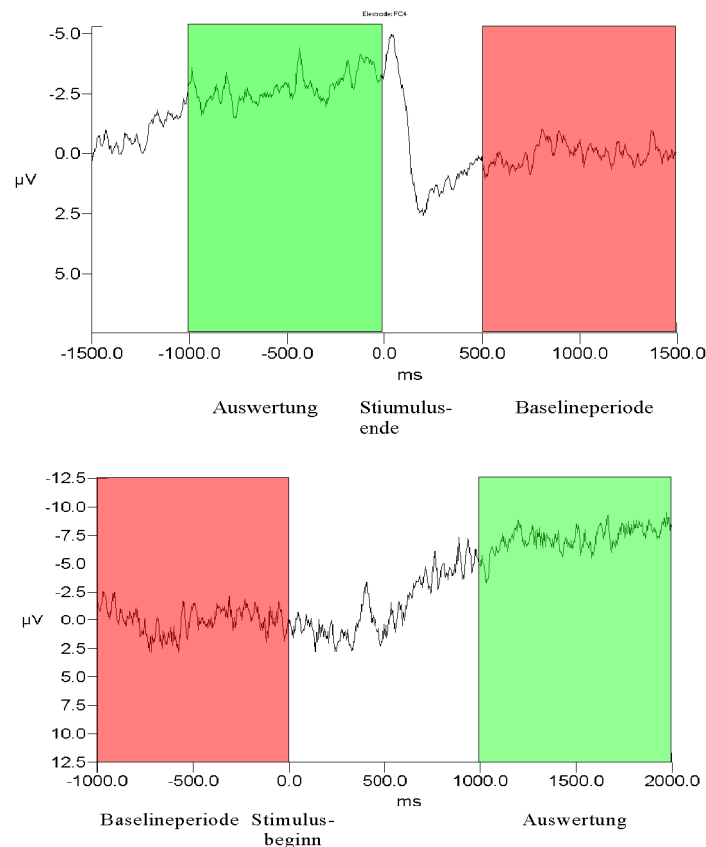 Electrode: FC4
-5.0
-2.5
0.0
µV
2.5
5.0
-1500.0 -1000.0 -500.0 0.0 500.0 1000.0 1500.0
ms
Auswertung Stiumulus- Baselineperiode
ende
-12.5
-10.0
-7.5
-5.0
-2.5
µV 0.0
2.5
5.0
7.5
10.0
12.5
-1000.0 -500.0 0.0 500.0 1000.0 1500.0 2000.0
ms
Baselineperiode Stimulus- Auswertung
beginn